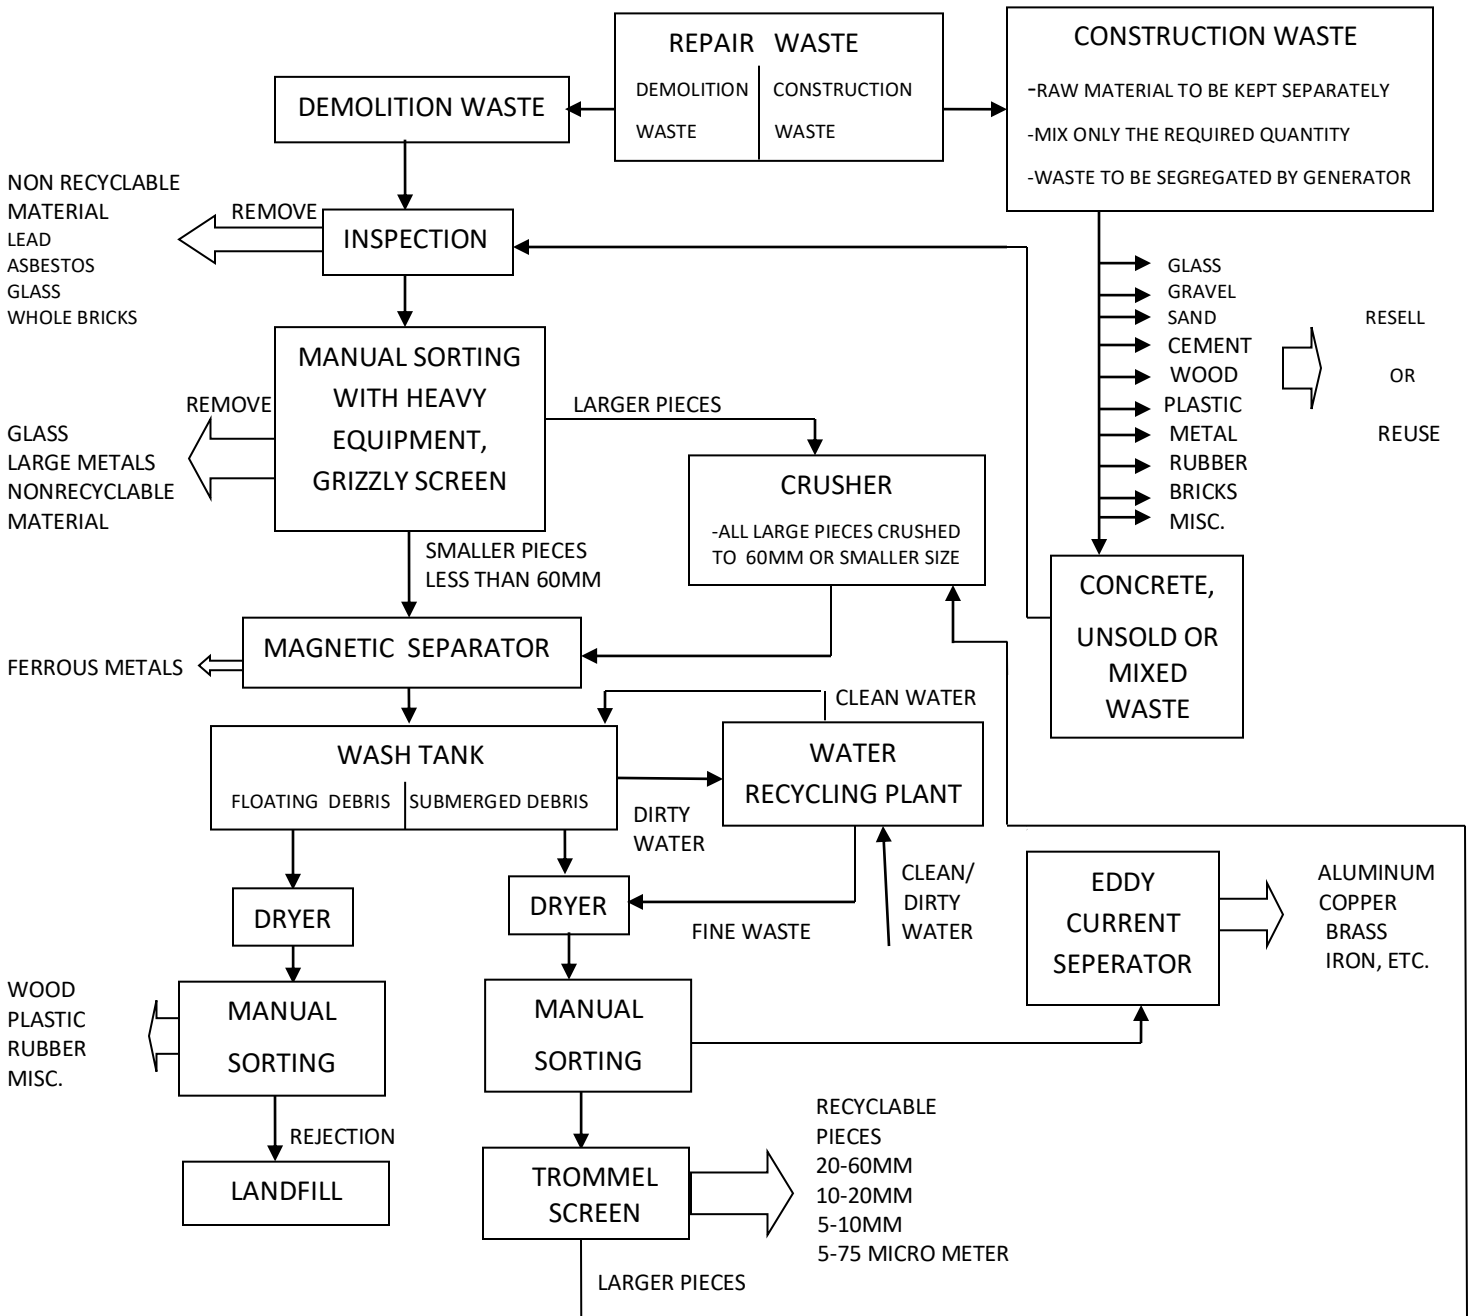 REPAIR WASTE
DEMOLITION
WASTE
CONSTRUCTION
WASTE
CONSTRUCTION WASTE
-RAW MATERIAL TO BE KEPT SEPARATELY
-MIX ONLY THE REQUIRED QUANTITY
-WASTE TO BE SEGREGATED BY GENERATOR
DEMOLITION WASTE
NON RECYCLABLE
MATERIAL
LEAD
ASBESTOS
GLASS
WHOLE BRICKS
REMOVE
INSPECTION
GLASS
GRAVEL
SAND
CEMENT
WOOD
PLASTIC
METAL
RUBBER
BRICKS
MISC.
RESELL
OR
REUSE
MANUAL SORTING
WITH HEAVY
EQUIPMENT,
GRIZZLY SCREEN
REMOVE
GLASS
LARGE METALS
NONRECYCLABLE
MATERIAL
LARGER PIECES
CRUSHER
-ALL LARGE PIECES CRUSHED
TO 60MM OR SMALLER SIZE
SMALLER PIECES
LESS THAN 60MM
CONCRETE,
UNSOLD OR
MIXED
WASTE
MAGNETIC SEPARATOR
FERROUS METALS
CLEAN WATER
WASH TANK
FLOATING DEBRIS
SUBMERGED DEBRIS
WATER
RECYCLING PLANT
DIRTY
WATER
CLEAN/
DIRTY
WATER
FINE WASTE
DRYER
DRYER
EDDY
CURRENT
SEPERATOR
ALUMINUM
COPPER
BRASS
IRON, ETC.
WOOD
PLASTIC
RUBBER
MISC.
MANUAL
SORTING
MANUAL
SORTING
REJECTION
LANDFILL
TROMMEL
SCREEN
RECYCLABLE
PIECES
20-60MM
10-20MM
5-10MM
5-75 MICRO METER
LARGER PIECES